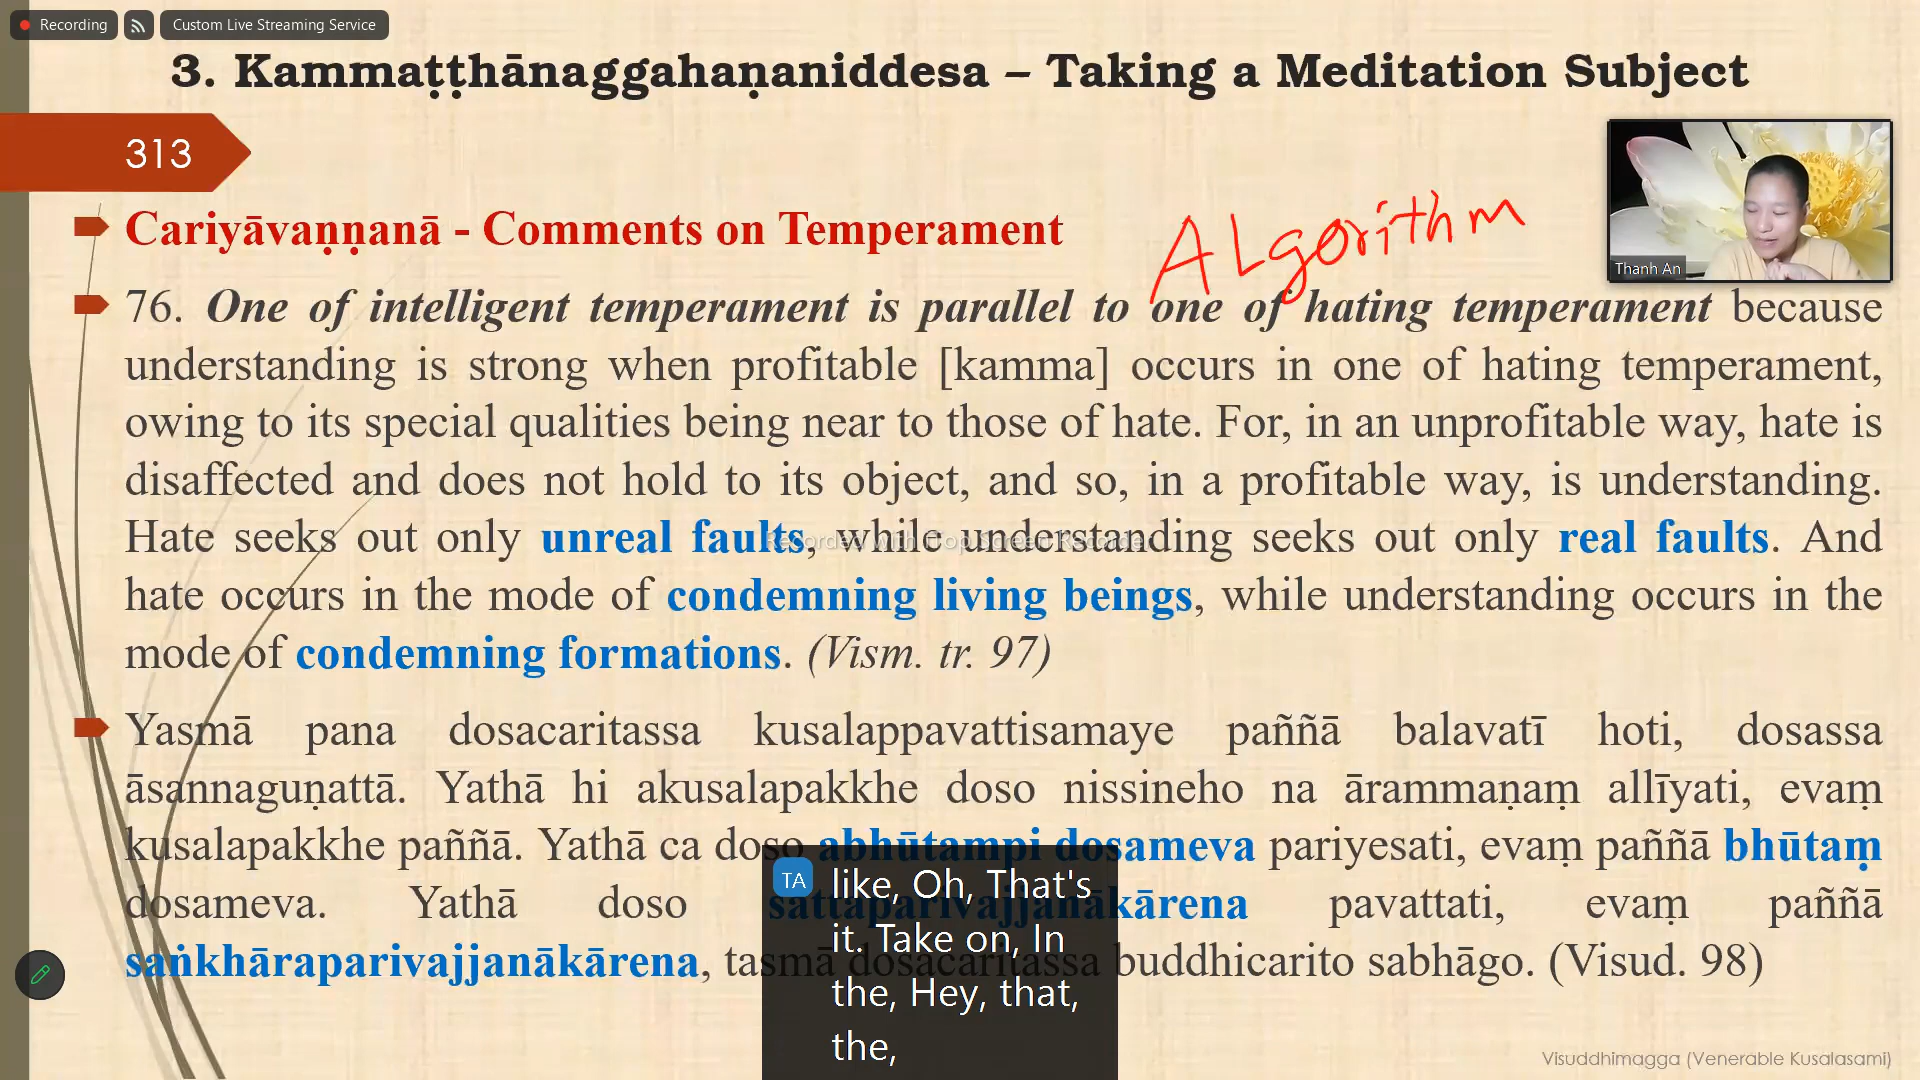 Recording
Custom Live Streaming Service
3. Kammaṭṭhānaggahaṇaniddesa – Taking a Meditation Subject
313
Thanh An
Cariyāvaṇṇanā - Comments on Temperament
ALgorithm
76. One of intelligent temperament is parallel to one of hating temperament because
understanding is strong when profitable [kamma] occurs in one of hating temperament,
owing to its special qualities being near to those of hate. For, in an unprofitable way, hate is
disaffected and does not hold to its object, and so, in a profitable way, is understanding.
Hate seeks out only unreal faults, while understanding seeks out only real faults. And
Recorded with iTop Screen Recorder
hate occurs in the mode of condemning living beings, while understanding occurs in the
mode of condemning formations. (Vism. tr. 97)
Yasmā pana dosacaritassa kusalappavattisamaye paññā balavatī hoti, dosassa
āsannaguṇattā. Yathā hi akusalapakkhe doso nissineho na ārammaṇaṃ allīyati, evaṃ
kusalapakkhe paññā. Yathā ca doso abhūtampi dosameva pariyesati, evaṃ paññā bhūtaṃ
dosameva. Yathā doso sattaparivajjanākārena pavattati, evaṃ paññā
saṅkhāraparivajjanākārena, tasmā dosacaritassa buddhicarito sabhāgo. (Visud. 98)
TA
like, Oh, That's
it. Take on, In
the, Hey, that,
the,
Visuddhimagga (Venerable Kusalasami)